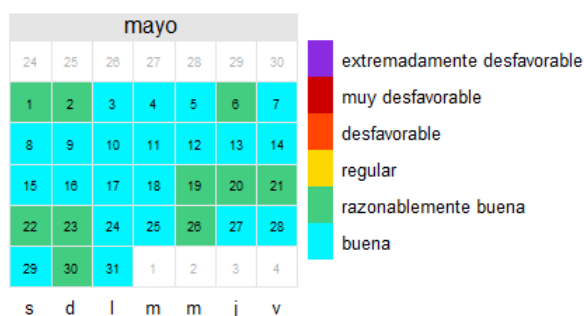 mayo
24 25 26 27 28 29 30
1 2 3 4 5 6 7
8 9 10 11 12 13 14
15 16 17 18 19 20 21
22 23 24 25 26 27 28
29 30 31 1 2 3 4
s d l m m j v
extremadamente desfavorable
muy desfavorable
desfavorable
regular
razonablemente buena
buena